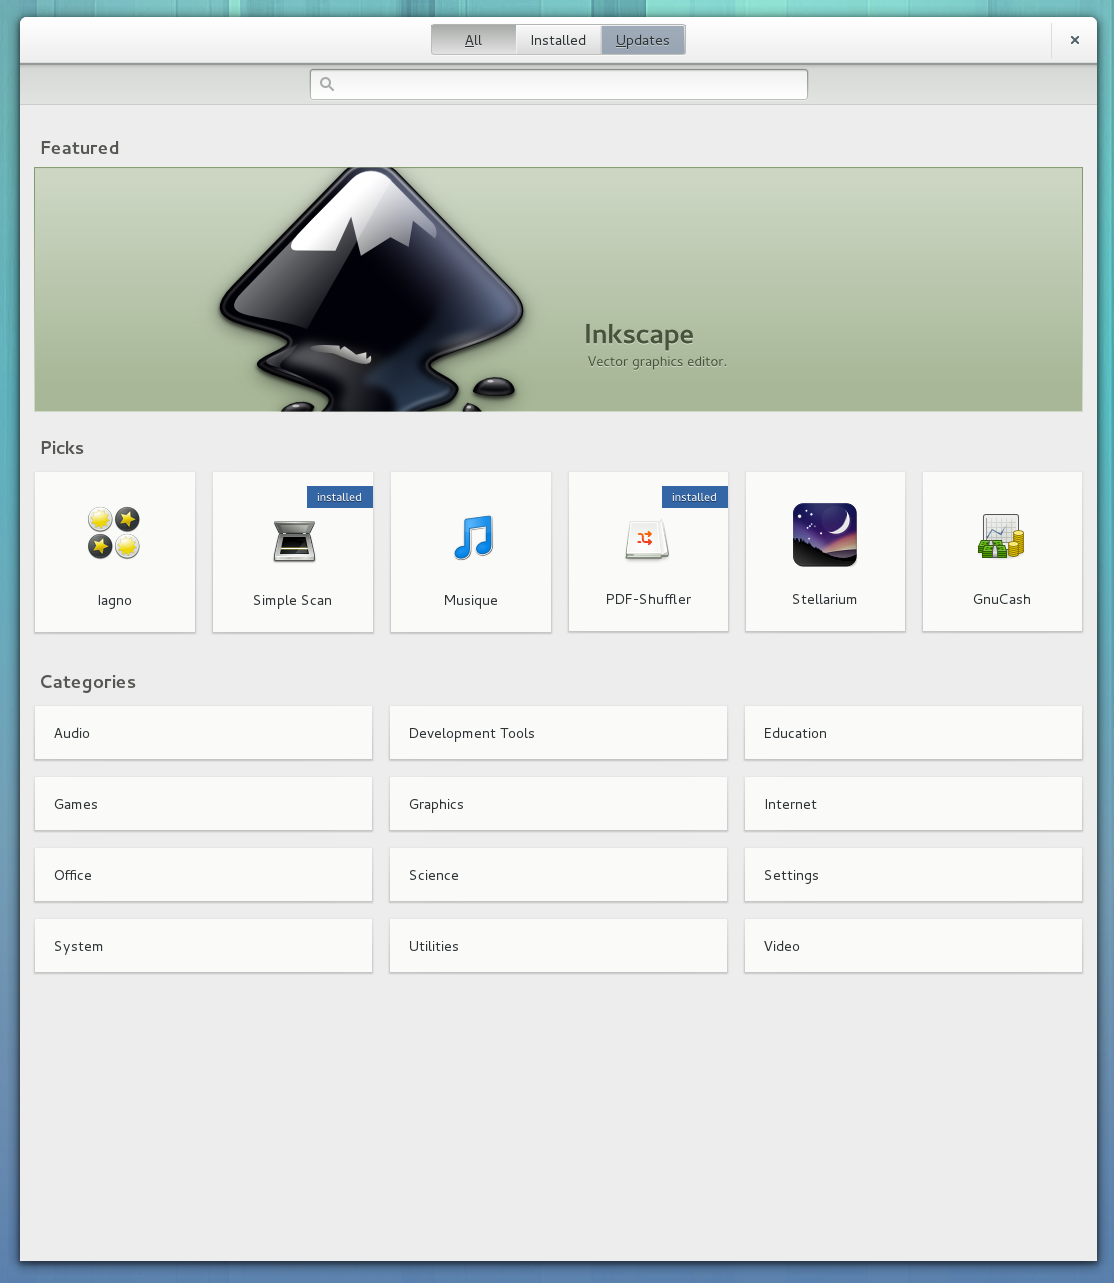 All Installed Updates
Featured
Inkscape
Vector graphics editor.
Picks
installed installed
Iagno Simple Scan Musique PDF-Shuffler Stellarium GnuCash
Categories
Audio Development Tools Education
Games Graphics Internet
Office Science Settings
System Utilities Video